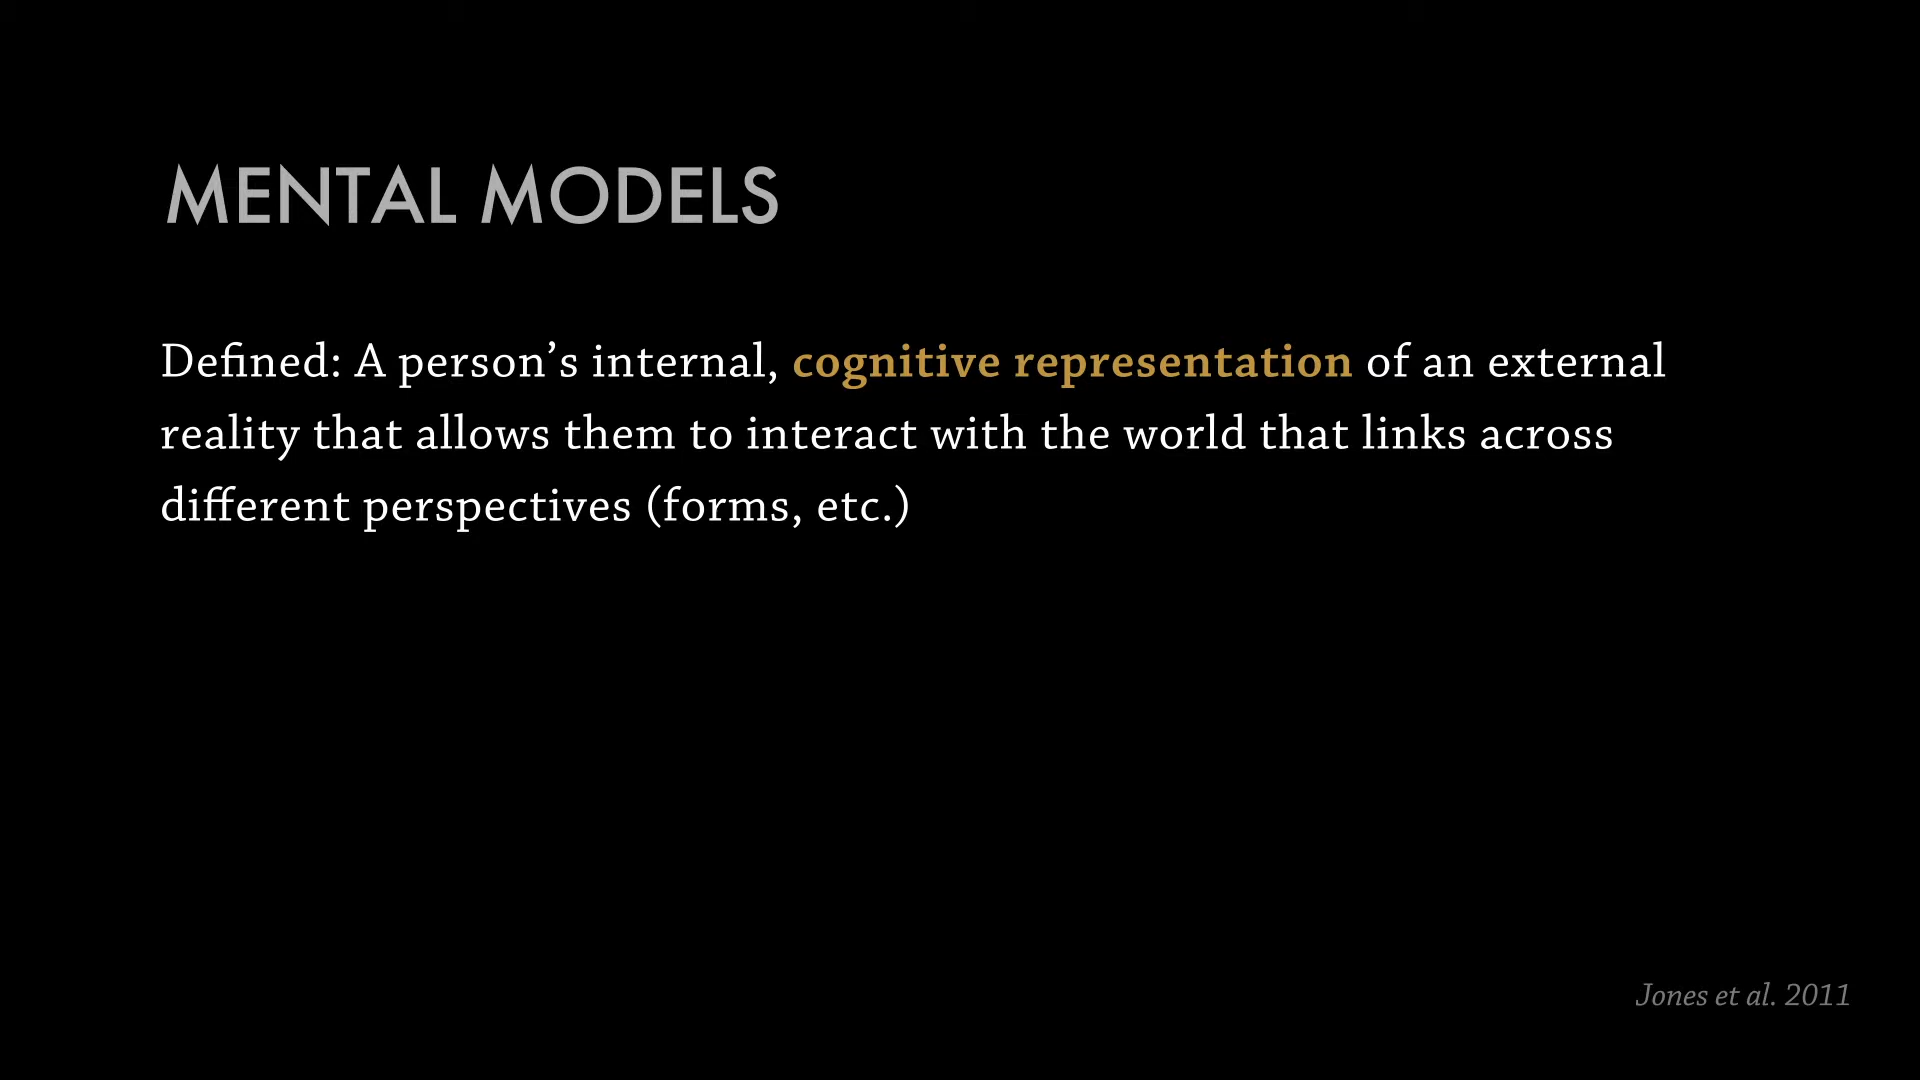 MENTAL MODELS
Defined: A person’s internal, cognitive representation of an external
reality that allows them to interact with the world that links across
different perspectives (forms, etc.)
Jones et al. 2011